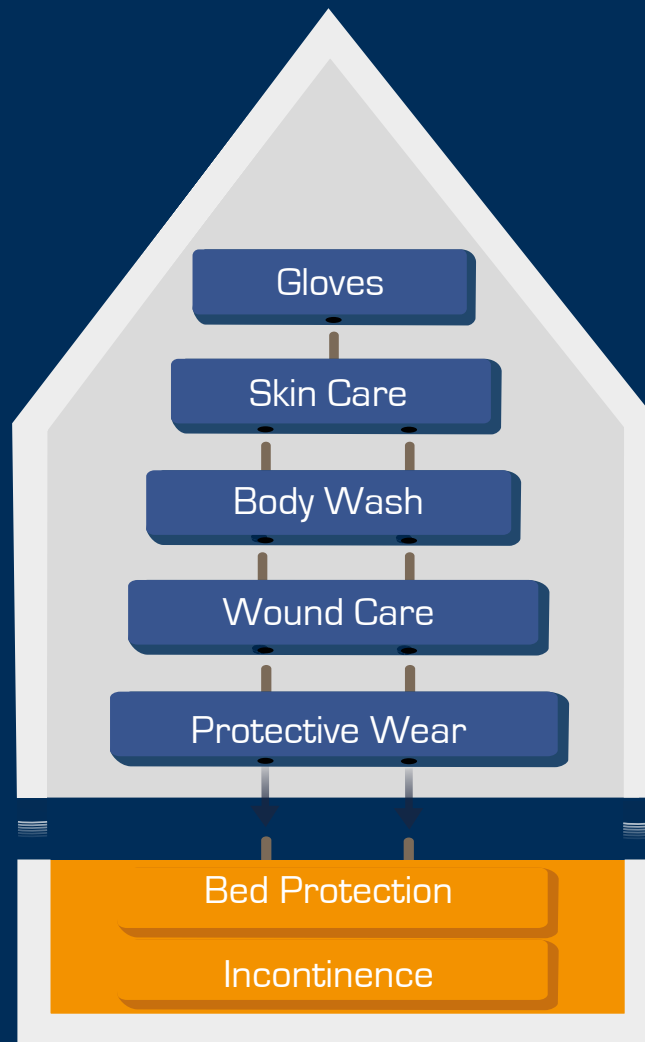 Gloves
Skin Care
Body Wash
Wound Care
Protective Wear
Bed Protection
Incontinence